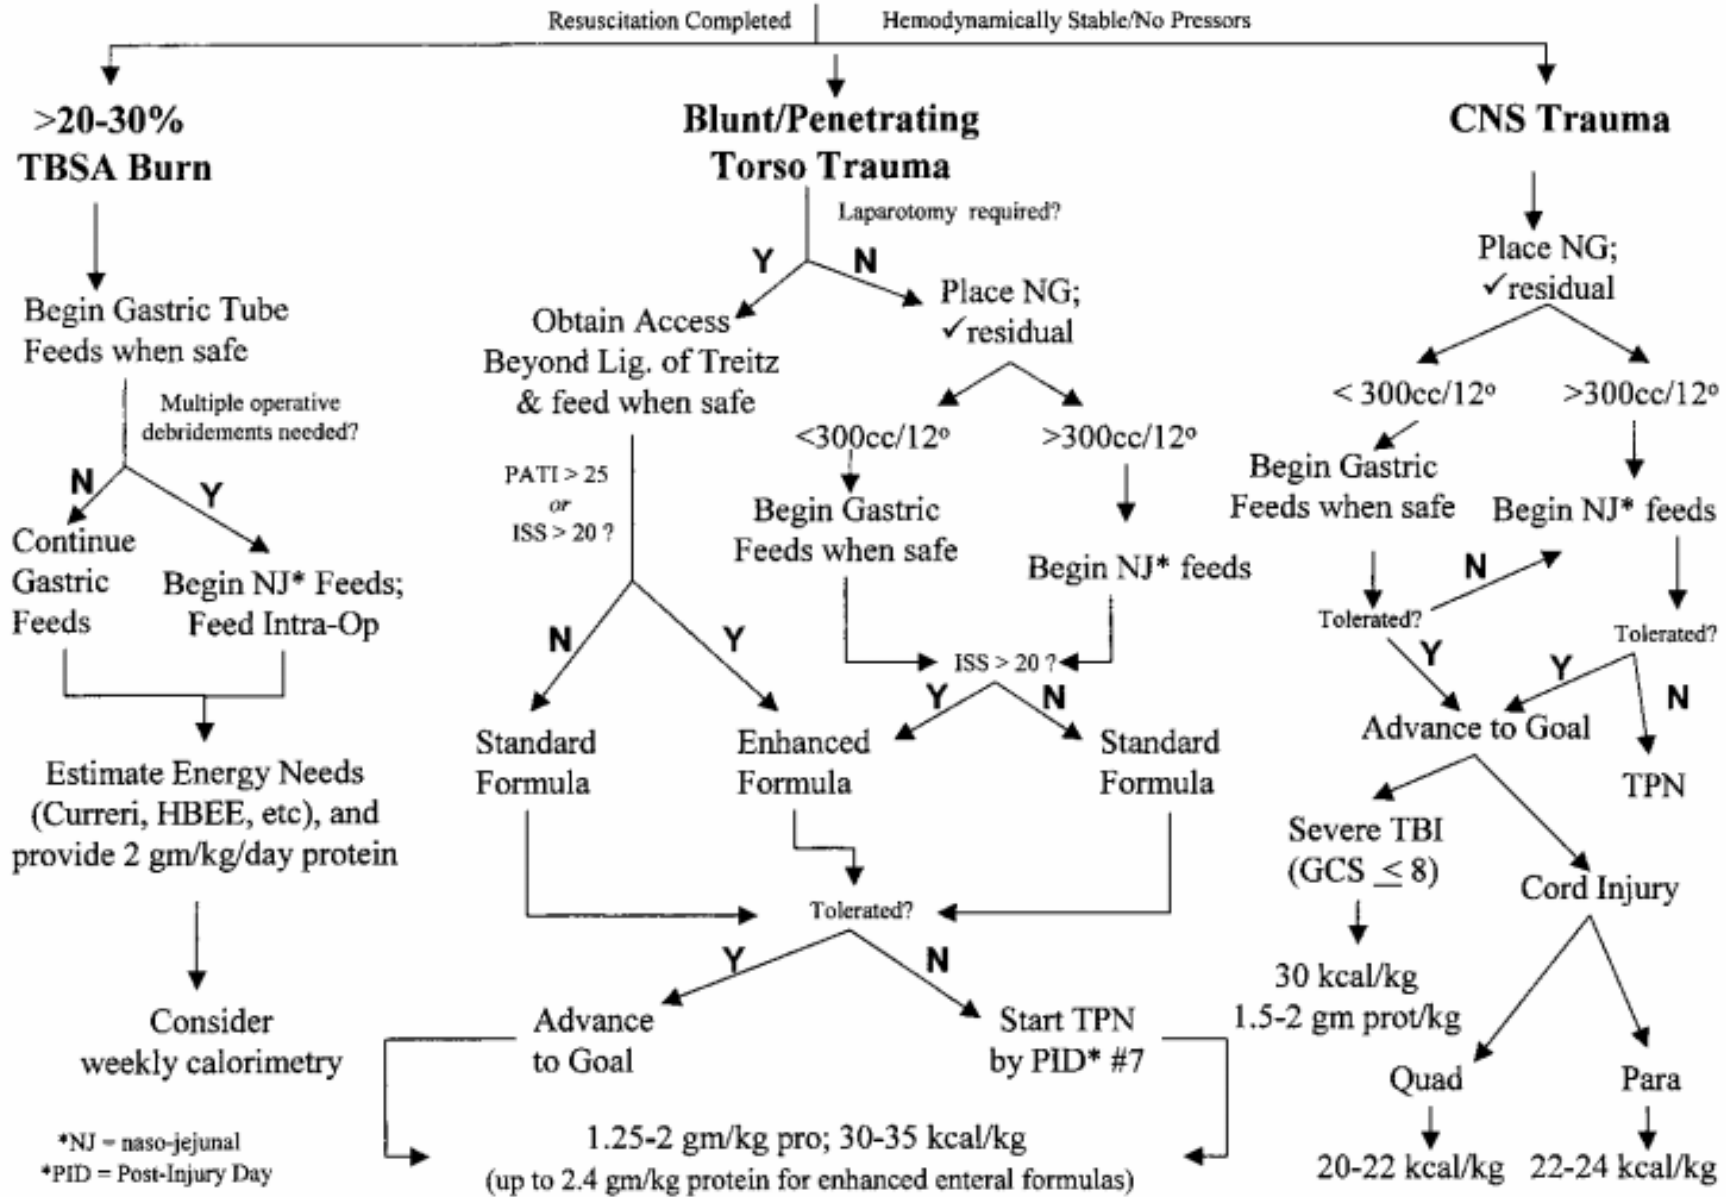 Resuscitation Completed
Hemodynamically Stable/No Pressors
>20-30%
TBSA Burn
Begin Gastric Tube
Feeds when safe
Multiple operative
debridements needed?
N
Y
Continue
Gastric
Feeds
Begin NJ* Feeds;
Feed Intra-Op
Estimate Energy Needs
(Curreri, HBEE, etc), and
provide 2 gm/kg/day protein
Consider
weekly calorimetry
*NJ = naso-jejunal
*PID = Post-Injury Day
Blunt/Penetrating
Torso Trauma
Laparotomy required?
Y
N
Obtain Access
Beyond Lig. of Treitz
& feed when safe
PATI > 25
or
ISS > 20 ?
N
Y
Place NG;
✓residual
<300cc/12º
>300cc/12º
Begin Gastric
Feeds when safe
Begin NJ* feeds
ISS > 20 ?
Y
N
Standard
Formula
Enhanced
Formula
Standard
Formula
Tolerated?
Y
N
Advance
to Goal
Start TPN
by PID* #7
1.25-2 gm/kg pro; 30-35 kcal/kg
(up to 2.4 gm/kg protein for enhanced enteral formulas)
CNS Trauma
Place NG;
✓residual
< 300cc/12º
>300cc/12º
Begin Gastric
Feeds when safe
Begin NJ* feeds
N
Tolerated?
Tolerated?
Y
Y
N
Advance to Goal
TPN
Severe TBI
(GCS ≤ 8)
Cord Injury
30 kcal/kg
1.5-2 gm prot/kg
Quad
Para
20-22 kcal/kg
22-24 kcal/kg